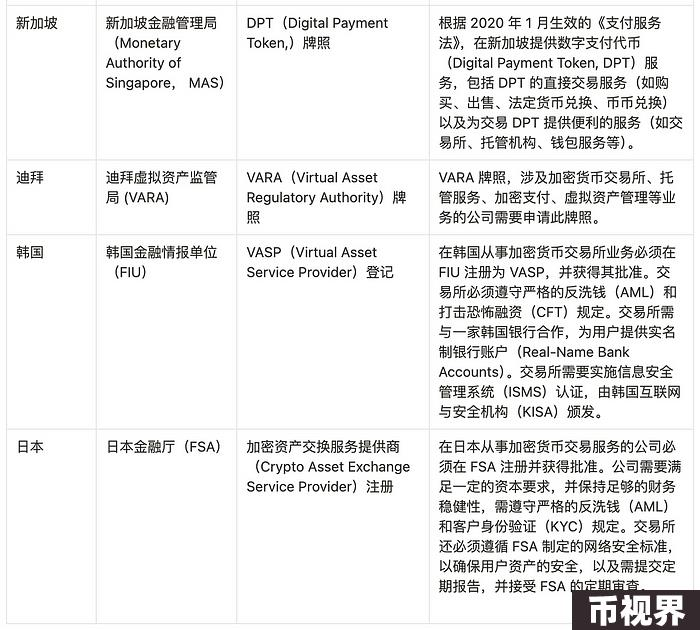 新加坡
新加坡金融管理局
（Monetary
Authority of
Singapore， MAS）
DPT（Digital Payment
Token,）牌照
根据 2020 年 1 月生效的《支付服务
法》，在新加坡提供数字支付代币
（Digital Payment Token, DPT）服
务，包括 DPT 的直接交易服务（如购
买、出售、法定货币兑换、币币兑换）
以及为交易 DPT 提供便利的服务（如交
易所、托管机构、钱包服务等）。
迪拜
迪拜虚拟资产监管
局 (VARA)
VARA（Virtual Asset
Regulatory Authority）牌
照
VARA 牌照，涉及加密货币交易所、托
管服务、加密支付、虚拟资产管理等业
务的公司需要申请此牌照。
韩国
韩国金融情报单位
（FIU）
VASP（Virtual Asset
Service Provider）登记
在韩国从事加密货币交易所业务必须在
FIU 注册为 VASP，并获得其批准。交
易所必须遵守严格的反洗钱（AML）和
打击恐怖融资（CFT）规定。交易所需
与一家韩国银行合作，为用户提供实名
制银行账户（Real-Name Bank
Accounts）。交易所需要实施信息安全
管理系统（ISMS）认证，由韩国互联网
与安全机构（KISA）颁发。
日本
日本金融厅（FSA）
加密资产交换服务提供商
（Crypto Asset Exchange
Service Provider）注册
在日本从事加密货币交易服务的公司必
须在 FSA 注册并获得批准。公司需要满
足一定的资本要求，并保持足够的财务
稳健性，需遵守严格的反洗钱（AML）
和客户身份验证（KYC）规定。交易所
还必须遵循 FSA 制定的网络安全标准，
以确保用户资产的安全，以及需提交定
期报告，并接受 FSA 的定期审查。
币视界